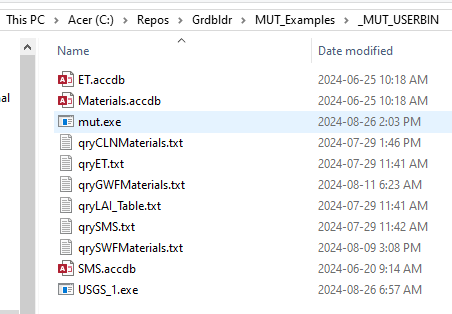 This PC > Acer (C:) > Repos > Grdbldr > MUT_Examples > _MUT_USERBIN
Name Date modified
nal
ET.accdb 2024-06-25 10:18 AM
Materials.accdb 2024-06-25 10:18 AM
mut.exe 2024-08-26 2:03 PM
qryCLNMaterials.txt 2024-07-29 1:46 PM
qryET.txt 2024-07-29 11:41 AM
qryGWFMaterials.txt 2024-08-11 6:23 AM
qryLAI_Table.txt 2024-07-29 11:41 AM
qrySMS.txt 2024-07-29 11:42 AM
qrySWFMaterials.txt 2024-08-09 3:08 PM
SMS.accdb 2024-06-20 9:14 AM
USGS_1.exe 2024-08-26 6:57 AM